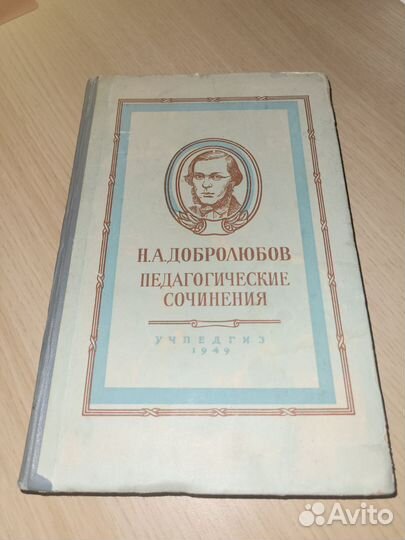 Н.А.ДОБРОЛЮБОВ
ПЕДАГОГИЧЕСКИЕ
СОЧИНЕНИЯ
УЧПЕДГИЗ
1949
Avito